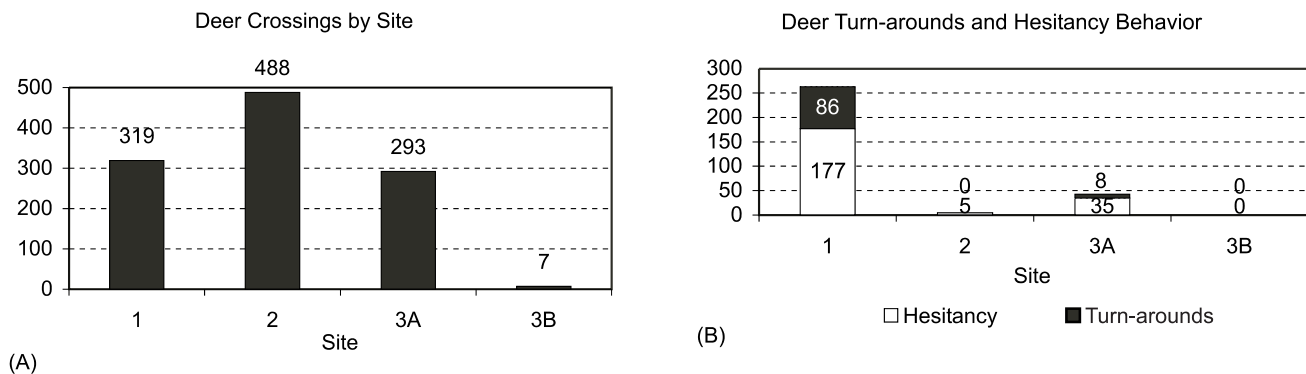 Deer Crossings by Site
500
400
300
200
100
0
319
488
293
7
1 2 3A 3B
Site
(A)
Deer Turn-arounds and Hesitancy Behavior
300
250
200
150
100
50
0
86
177
0
5
8
35
0
0
1 2 3A 3B
Site
Hesitancy Turn-arounds
(B)